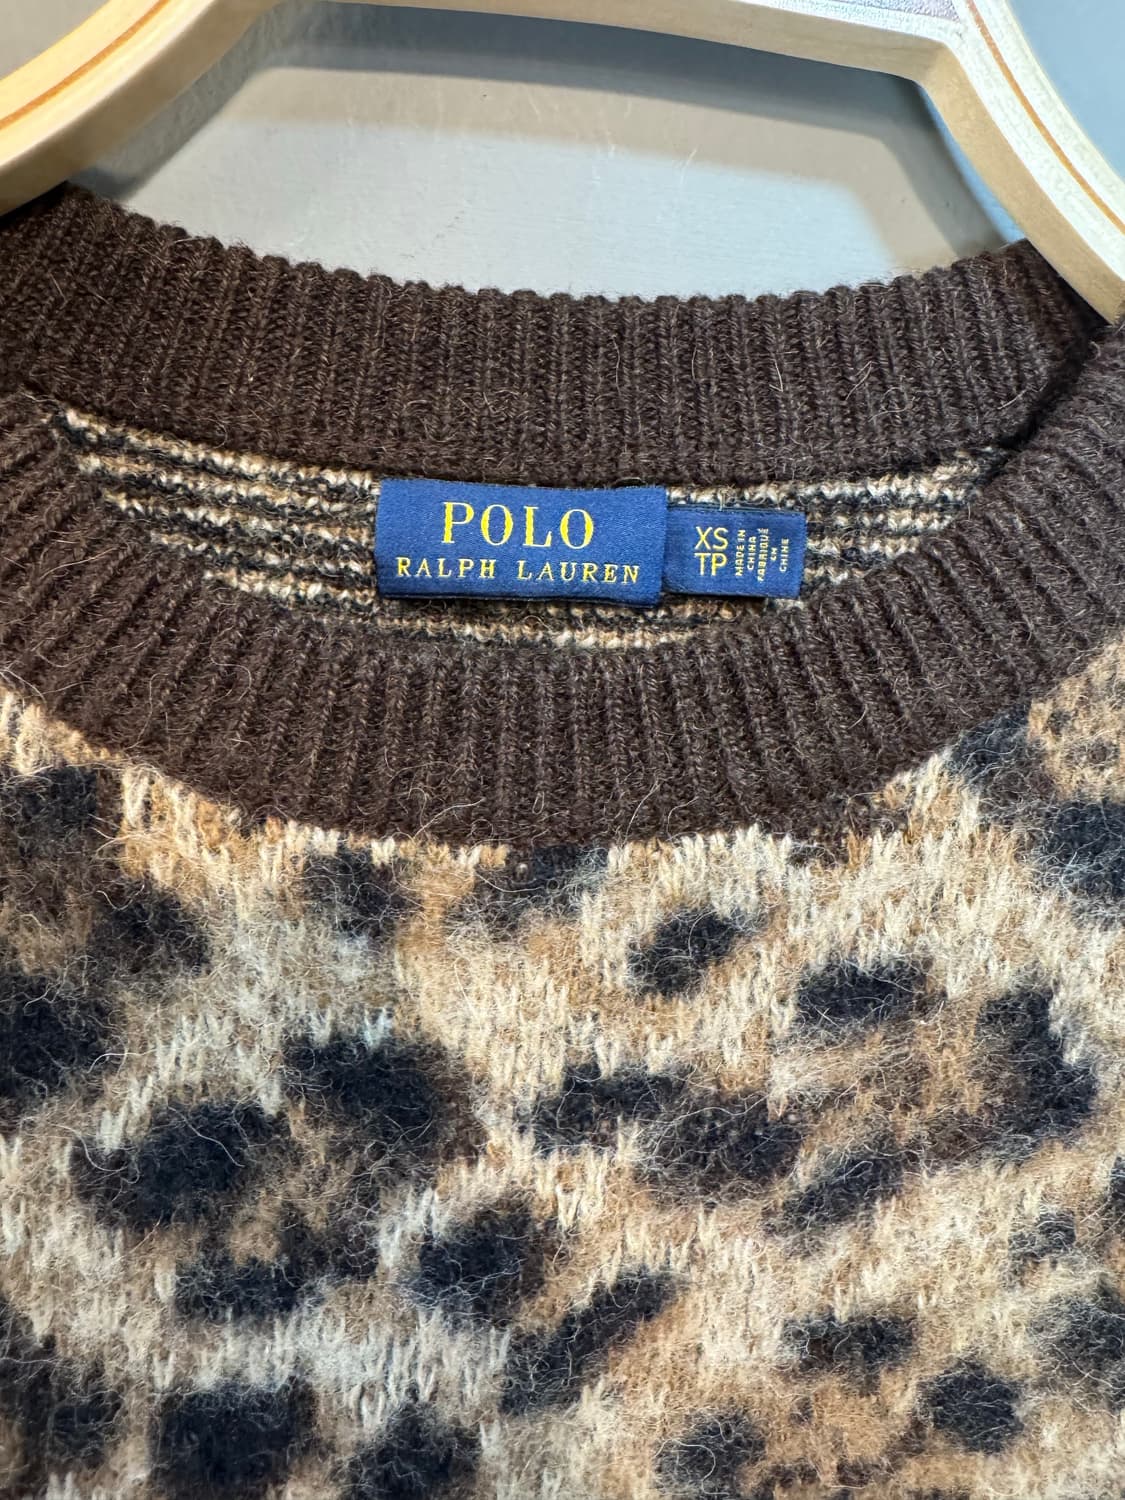 POLO
RALPH LAUREN
XS
TP
MADE IN
CHINA
FABRIQUÉ
EN
CHINE